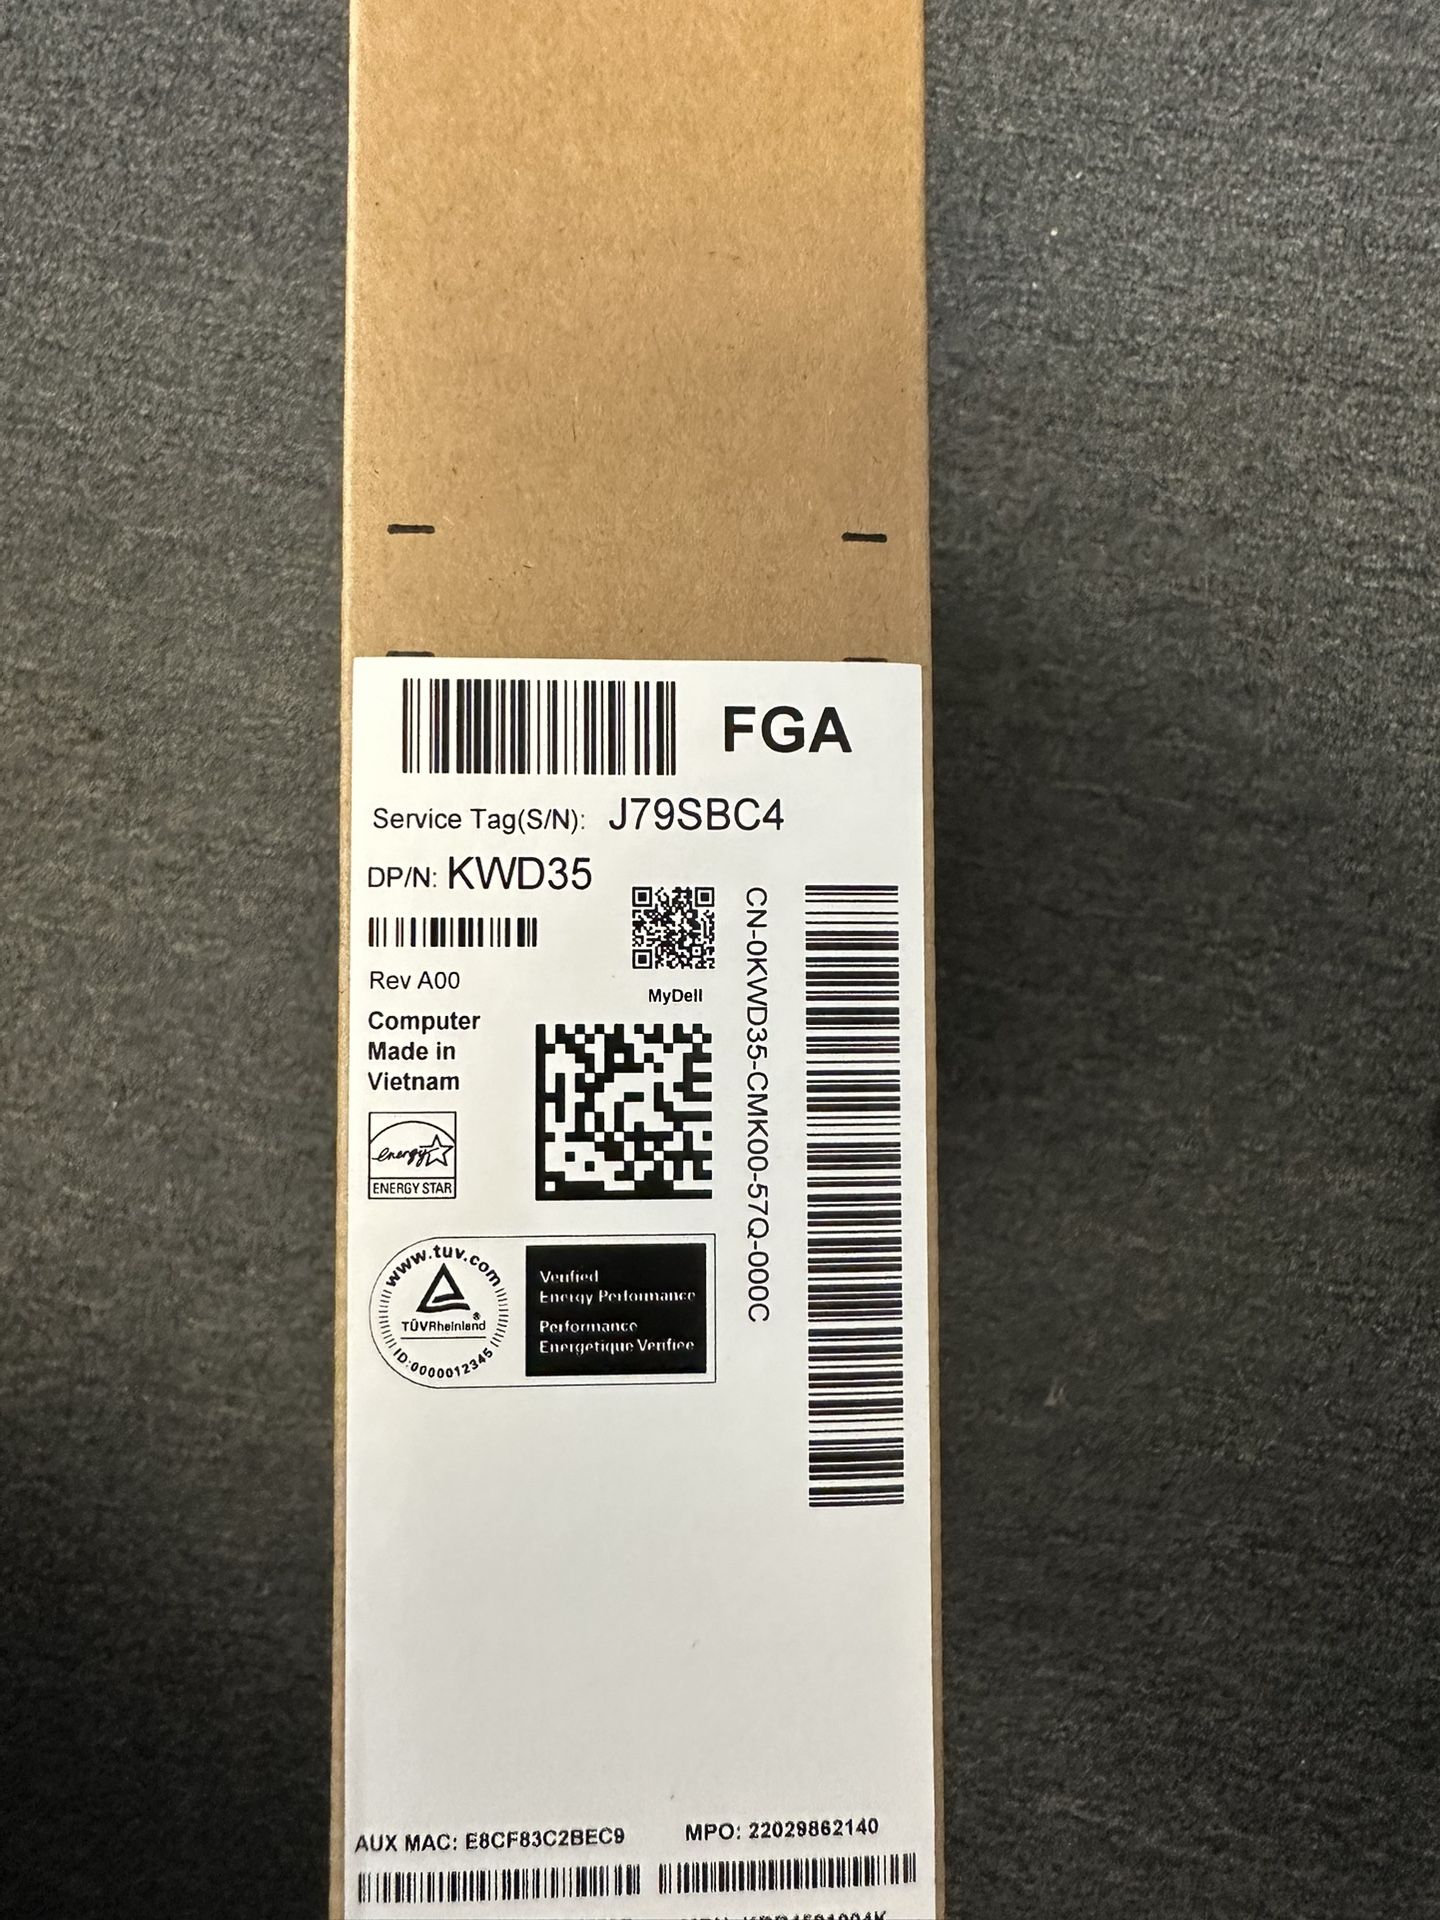 FGA
Service Tag(S/N): J79SBC4
DP/N: KWD35
Rev A00
MyDell
Computer
Made in
Vietnam
energy
ENERGY STAR
CN-0KWD35-CMK00-57Q-000C
www.tuv.com
TÜVRheinland®
ID:0000012345
Verified
Energy Performance
Performance
Energetique Verifiee
AUX MAC: E8CF83C2BEC9
MPO: 22029862140